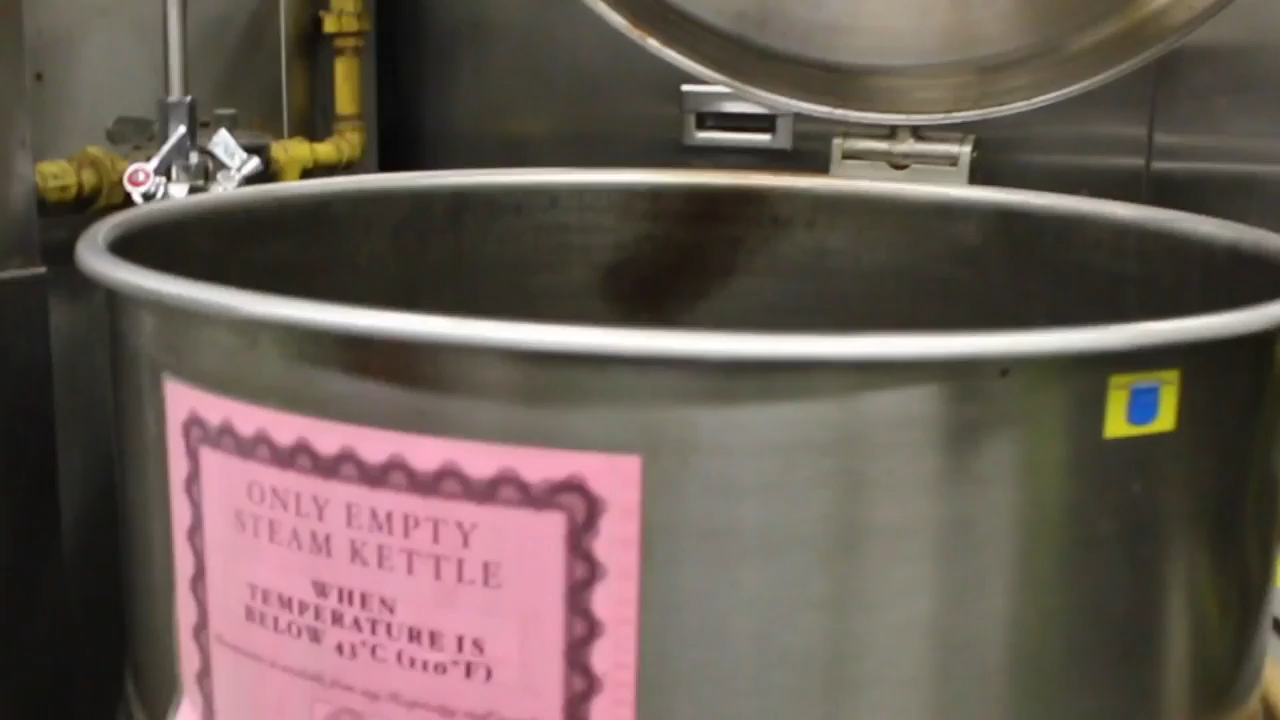 ONLY EMPTY
STEAM KETTLE
WHEN
TEMPERATURE IS
BELOW 43°C (110°F)